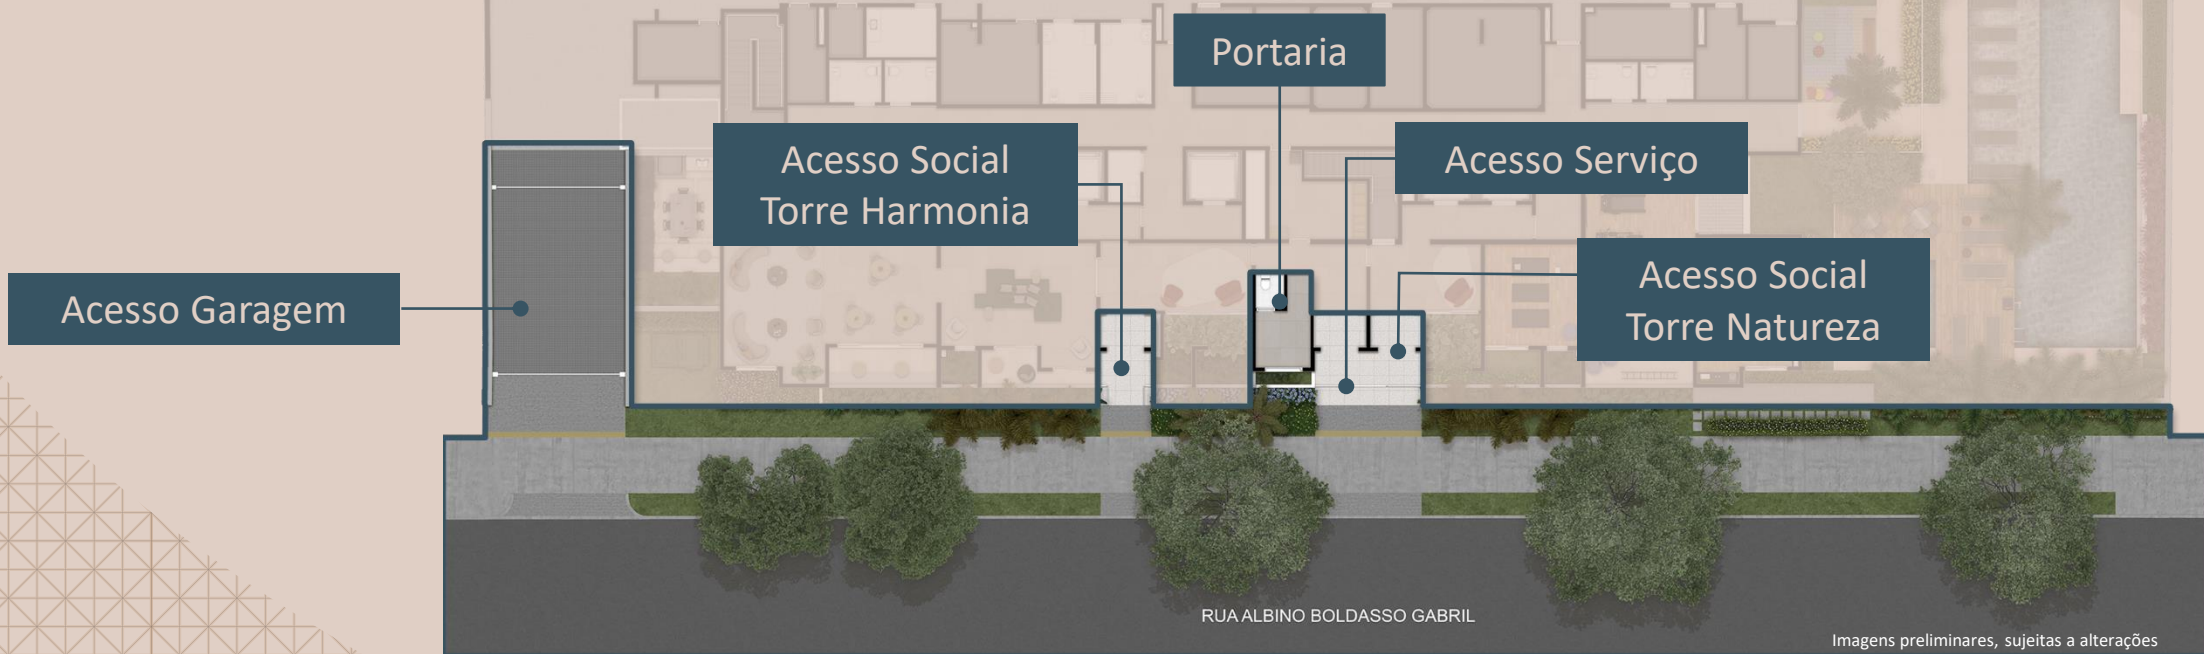 Portaria
Acesso Social
Torre Harmonia
Acesso Serviço
Acesso Social
Torre Natureza
Acesso Garagem
RUA ALBINO BOLDASSO GABRIL
Imagens preliminares, sujeitas a alterações